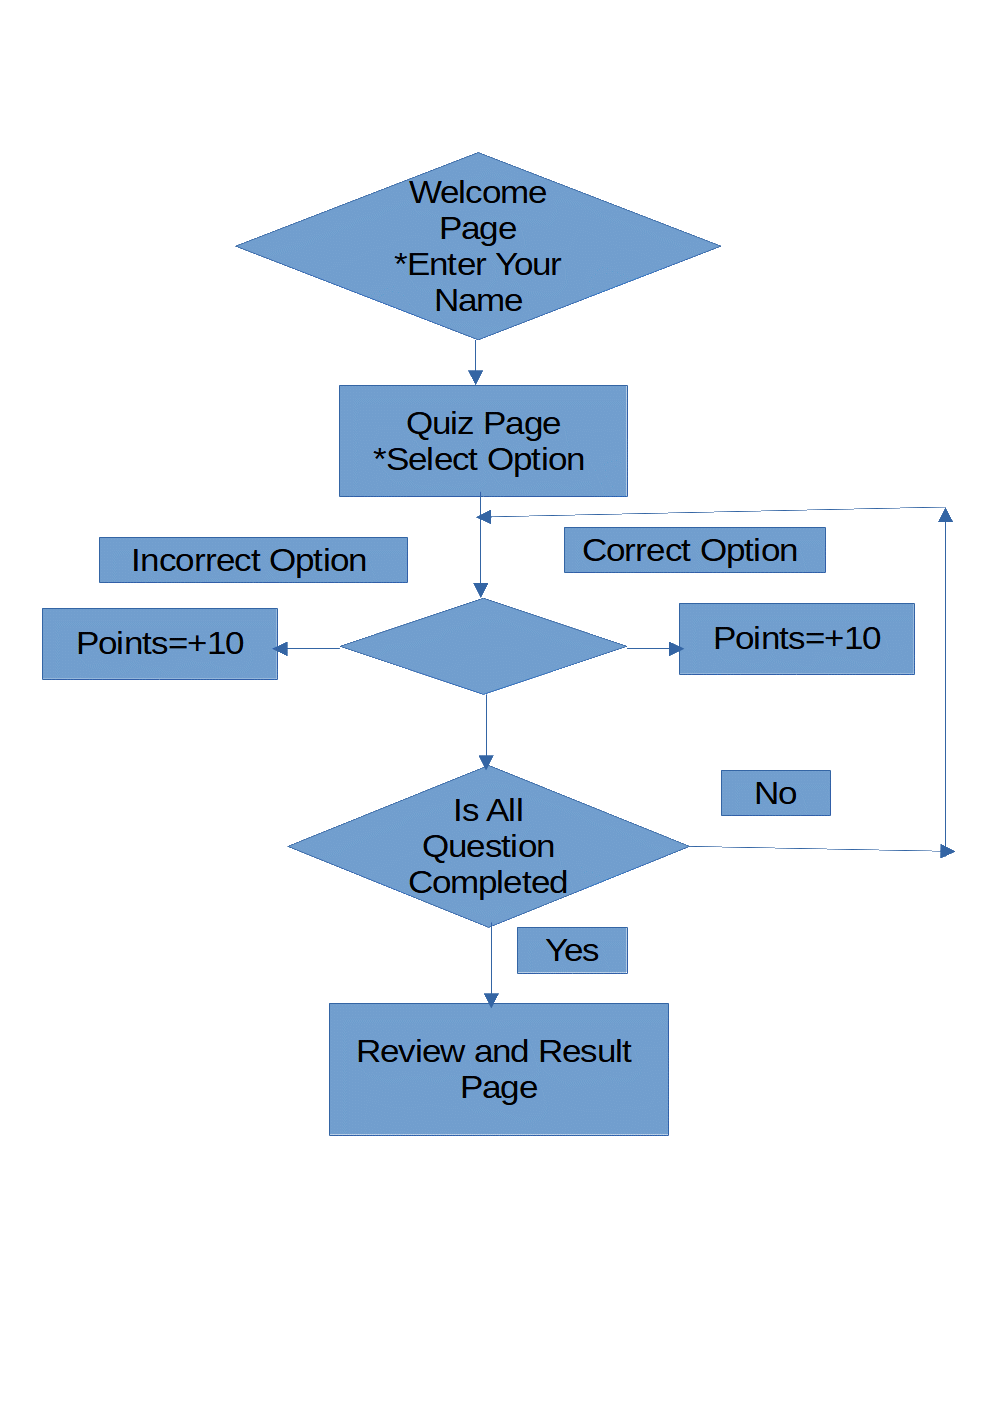 Welcome
Page
*Enter Your
Name
Quiz Page
*Select Option
Incorrect Option
Correct Option
Points=+10
Points=+10
Is All
Question
Completed
No
Yes
Review and Result
Page